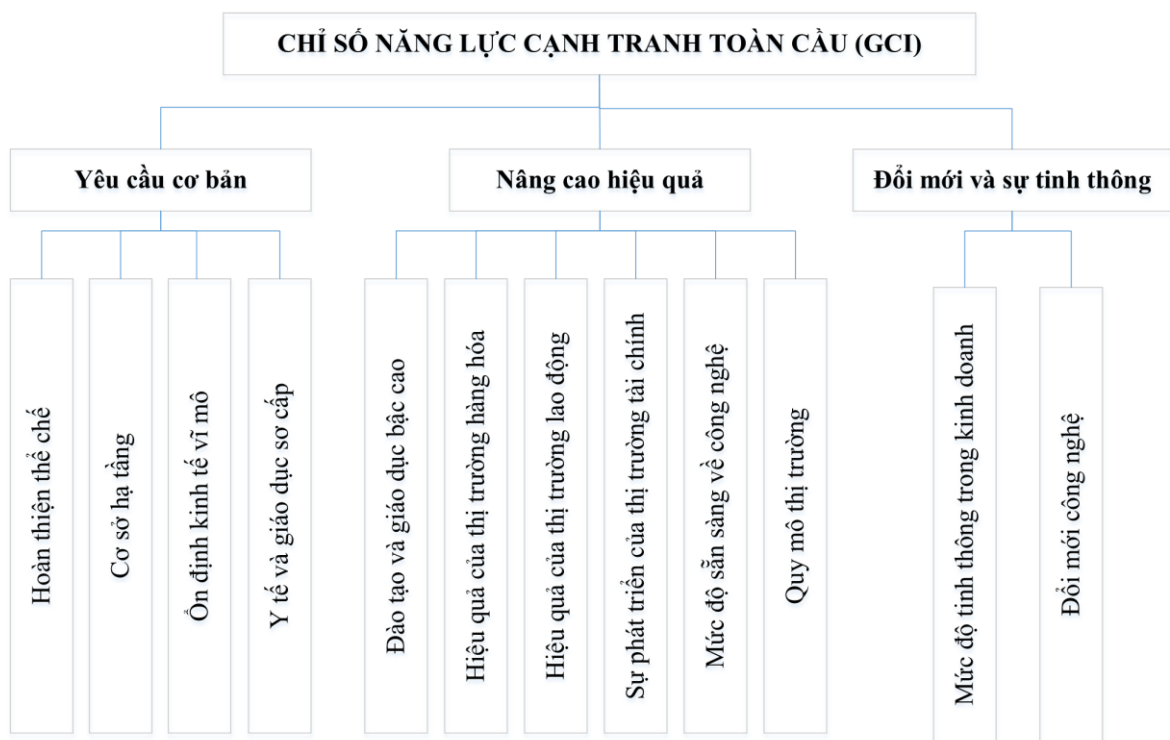 CHỈ SỐ NĂNG LỰC CẠNH TRANH TOÀN CẦU (GCI)
Yêu cầu cơ bản
Nâng cao hiệu quả
Đổi mới và sự tinh thông
Hoàn thiện thể chế
Cơ sở hạ tầng
Ổn định kinh tế vĩ mô
Y tế và giáo dục sơ cấp
Đào tạo và giáo dục bậc cao
Hiệu quả của thị trường hàng hóa
Hiệu quả của thị trường lao động
Sự phát triển của thị trường tài chính
Mức độ sẵn sàng về công nghệ
Quy mô thị trường
Mức độ tinh thông trong kinh doanh
Đổi mới công nghệ